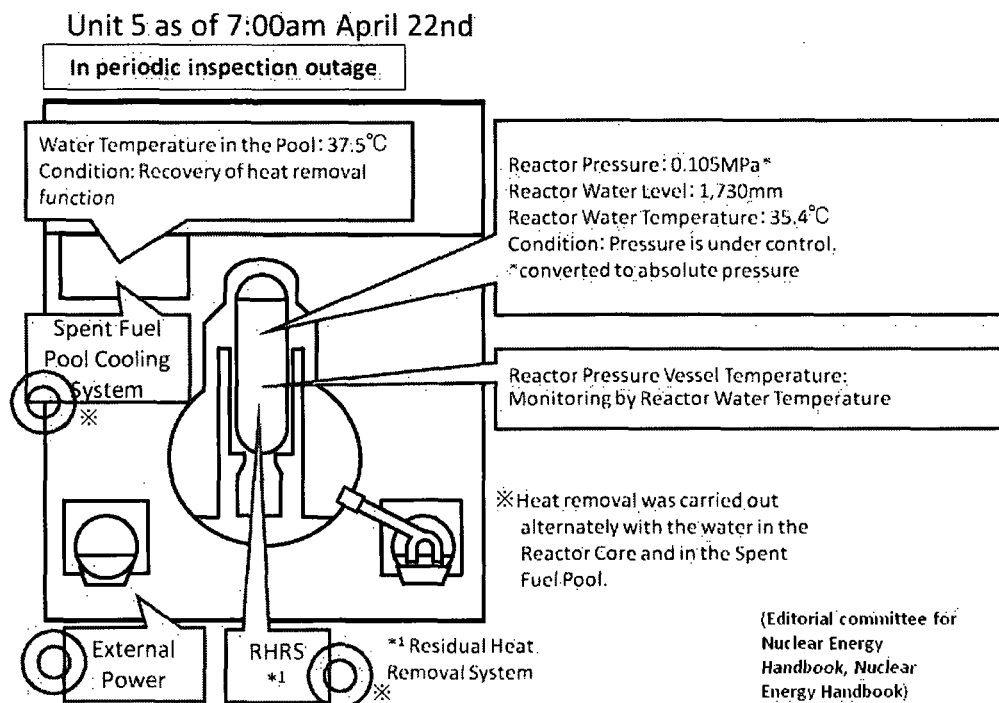 Unit 5 as of 7:00am April 22nd
In periodic inspection outage
Water Temperature in the Pool: 37.5℃
Condition: Recovery of heat removal
function
Reactor Pressure: 0.105MPa*
Reactor Water Level: 1,730mm
Reactor Water Temperature: 35.4℃
Condition: Pressure is under control.
*converted to absolute pressure
Spent Fuel
Pool Cooling
System
※
Reactor Pressure Vessel Temperature:
Monitoring by Reactor Water Temperature
※Heat removal was carried out
alternately with the water in the
Reactor Core and in the Spent
Fuel Pool.
External
Power
RHRS
*1
※
*1 Residual Heat
Removal System
(Editorial committee for
Nuclear Energy
Handbook, Nuclear
Energy Handbook)